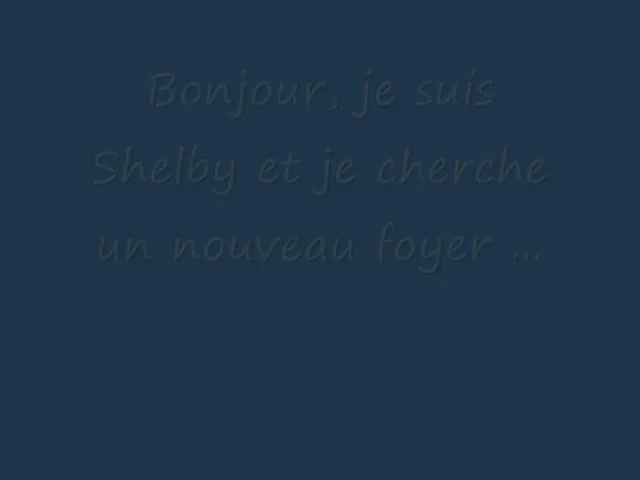 Bonjour, je suis
Shelby et je cherche
un nouveau foyer ...